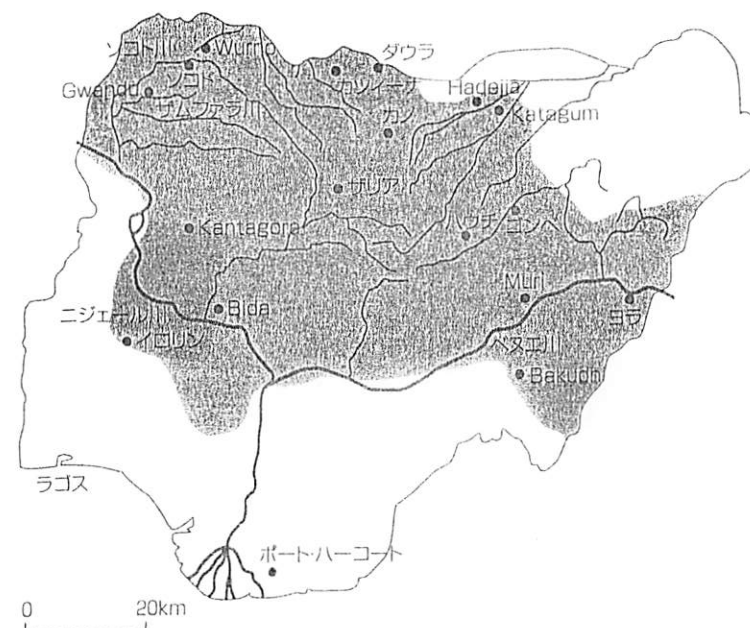 ソコト川
Wurno
ダウラ
カツィーナ
Gwandu
ソコト
Hadejia
ザムファラ川
カノ
Katagum
ザリア
Kantagora
バウチ
ゴンベ
Muri
ニジェール川
Bida
ヨラ
イロリン
ベヌエ川
Bakudn
ラゴス
ポート・ハーコート
0
20km